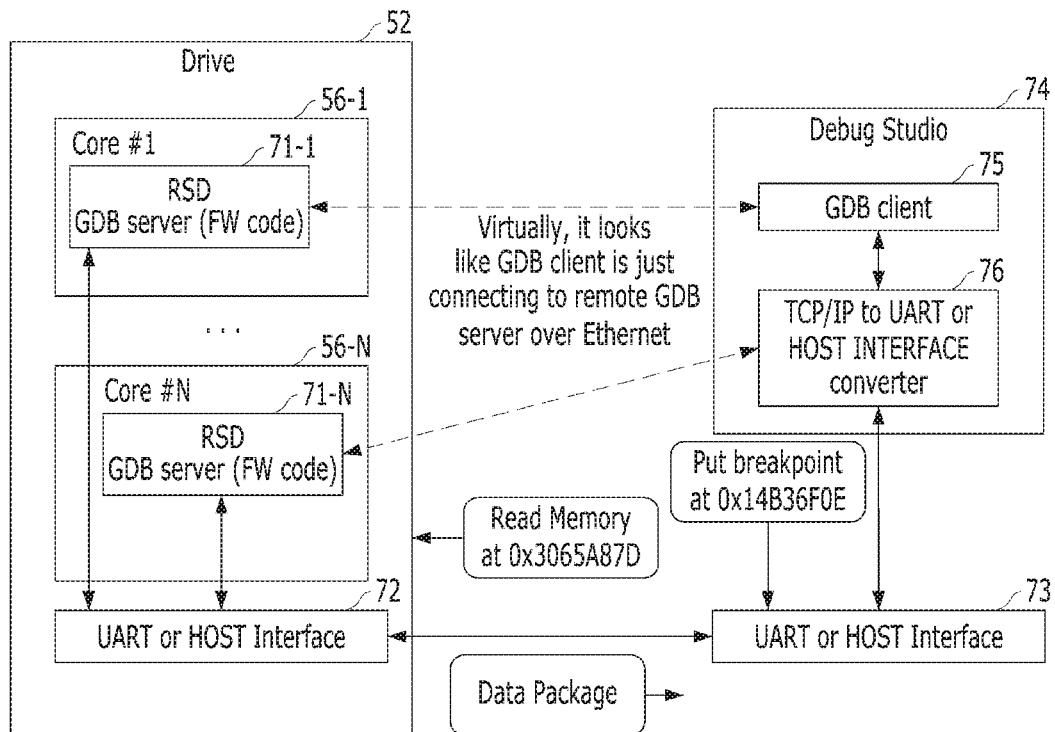 52
Drive
56-1
Core #1
71-1
RSD
GDB server (FW code)
...
56-N
Core #N
71-N
RSD
GDB server (FW code)
72
UART or HOST Interface
Virtually, it looks
like GDB client is just
connecting to remote GDB
server over Ethernet
Read Memory
at 0x3065A87D
Data Package
74
Debug Studio
75
GDB client
76
TCP/IP to UART or
HOST INTERFACE
converter
Put breakpoint
at 0x14B36F0E
73
UART or HOST Interface